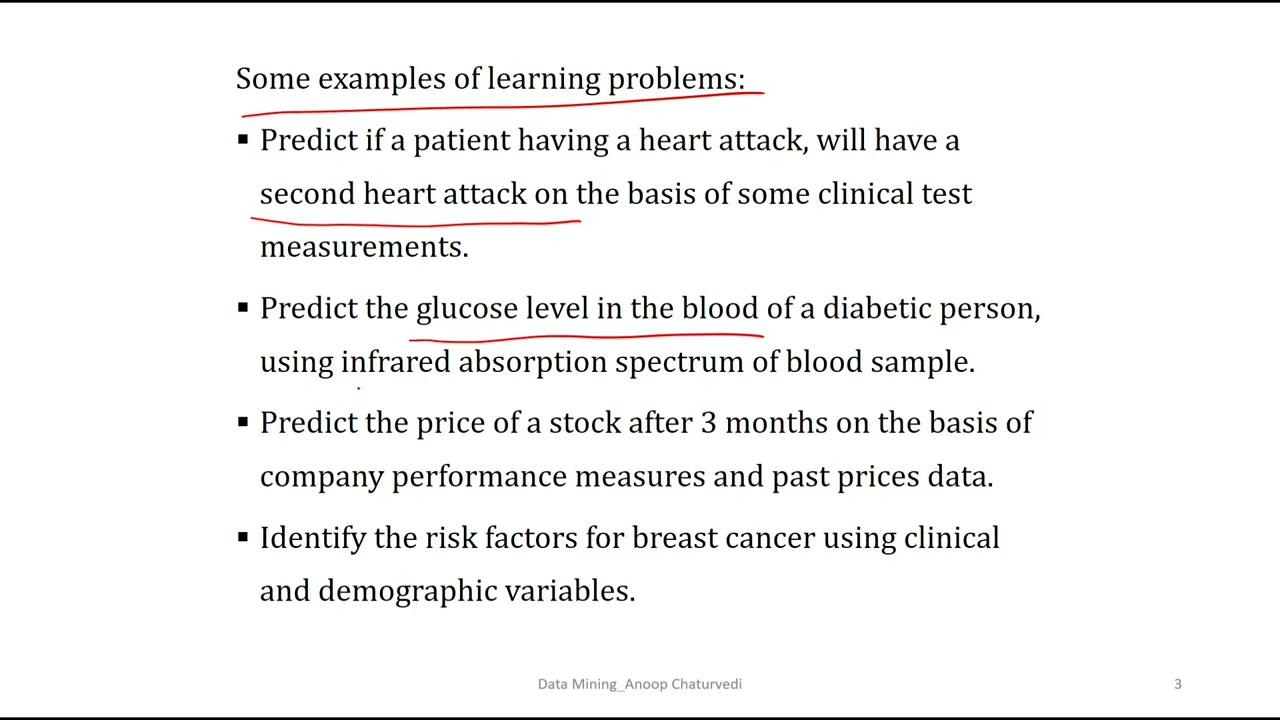 Some examples of learning problems:
▪ Predict if a patient having a heart attack, will have a
second heart attack on the basis of some clinical test
measurements.
▪ Predict the glucose level in the blood of a diabetic person,
using infrared absorption spectrum of blood sample.
▪ Predict the price of a stock after 3 months on the basis of
company performance measures and past prices data.
▪ Identify the risk factors for breast cancer using clinical
and demographic variables.
Data Mining_Anoop Chaturvedi
3